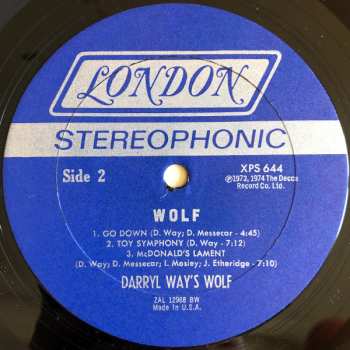 LONDON
STEREOPHONIC
Side 2
XPS 644
℗1973, 1974 The Decca
Record Co. Ltd.
WOLF
1. GO DOWN (D. Way; D. Messecar - 4:45)
2. TOY SYMPHONY (D. Way - 7:12)
3. McDONALD'S LAMENT
(D. Way; D. Messecar; I. Mosley; J. Etheridge - 7:10)
DARRYL WAY'S WOLF
ZAL 12968 BW
Made in U.S.A.